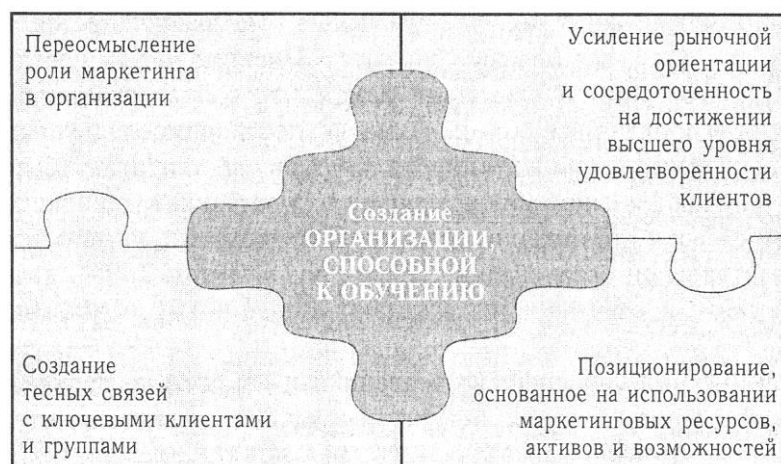 Переосмысление
роли маркетинга
в организации
Усиление рыночной
ориентации
и сосредоточенность
на достижении
высшего уровня
удовлетворенности
клиентов
Создание
ОРГАНИЗАЦИИ,
СПОСОБНОЙ
К ОБУЧЕНИЮ
Создание
тесных связей
с ключевыми клиентами
и группами
Позиционирование,
основанное на использовании
маркетинговых ресурсов,
активов и возможностей